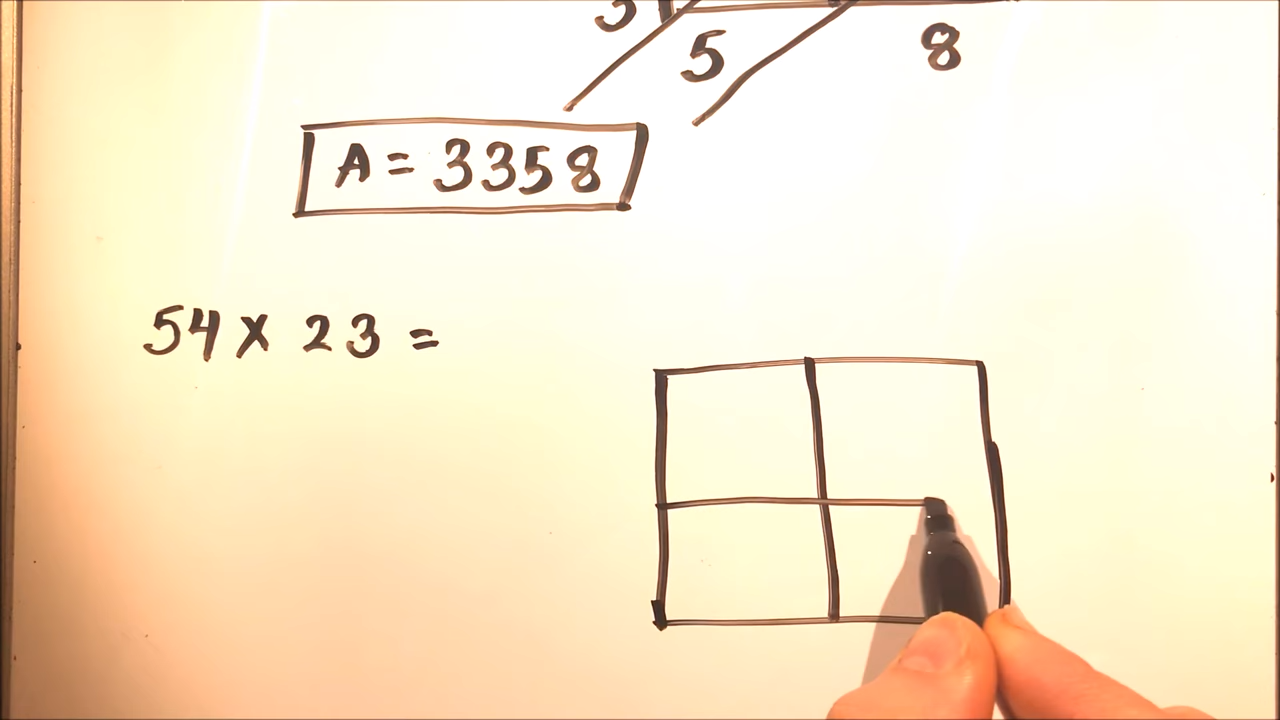 5 8
A = 3358
54 x 23 =